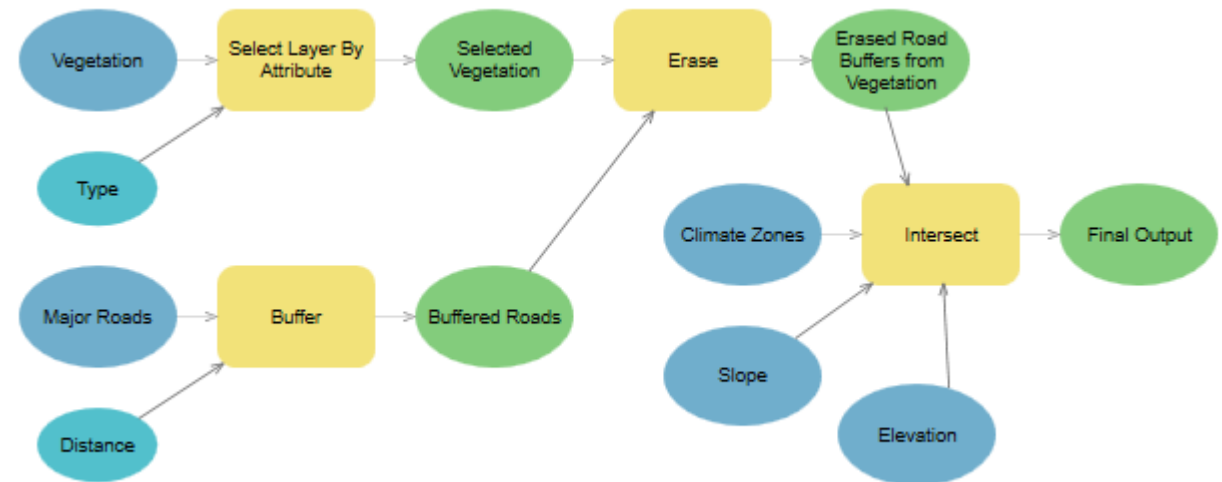 Vegetation
Select Layer By
Attribute
Selected
Vegetation
Erase
Erased Road
Buffers from
Vegetation
Type
Climate Zones
Intersect
Final Output
Major Roads
Buffer
Buffered Roads
Slope
Distance
Elevation